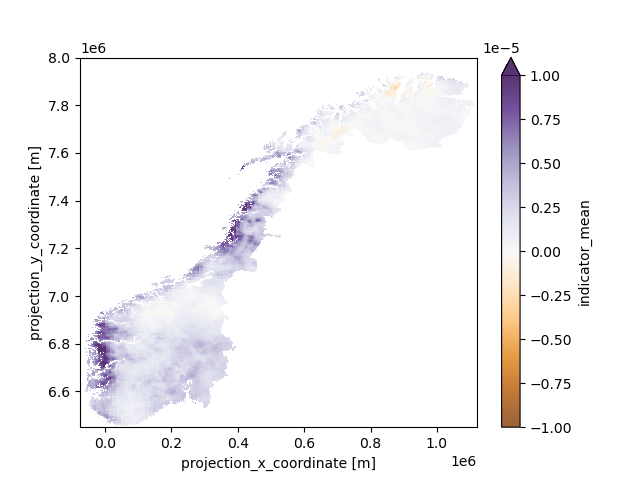 1e6
8.0
7.8
7.6
7.4
7.2
7.0
6.8
6.6
projection_y_coordinate [m]
0.0 0.2 0.4 0.6 0.8 1.0
1e6
projection_x_coordinate [m]
1e−5
1.00
0.75
0.50
0.25
0.00
−0.25
−0.50
−0.75
−1.00
indicator_mean